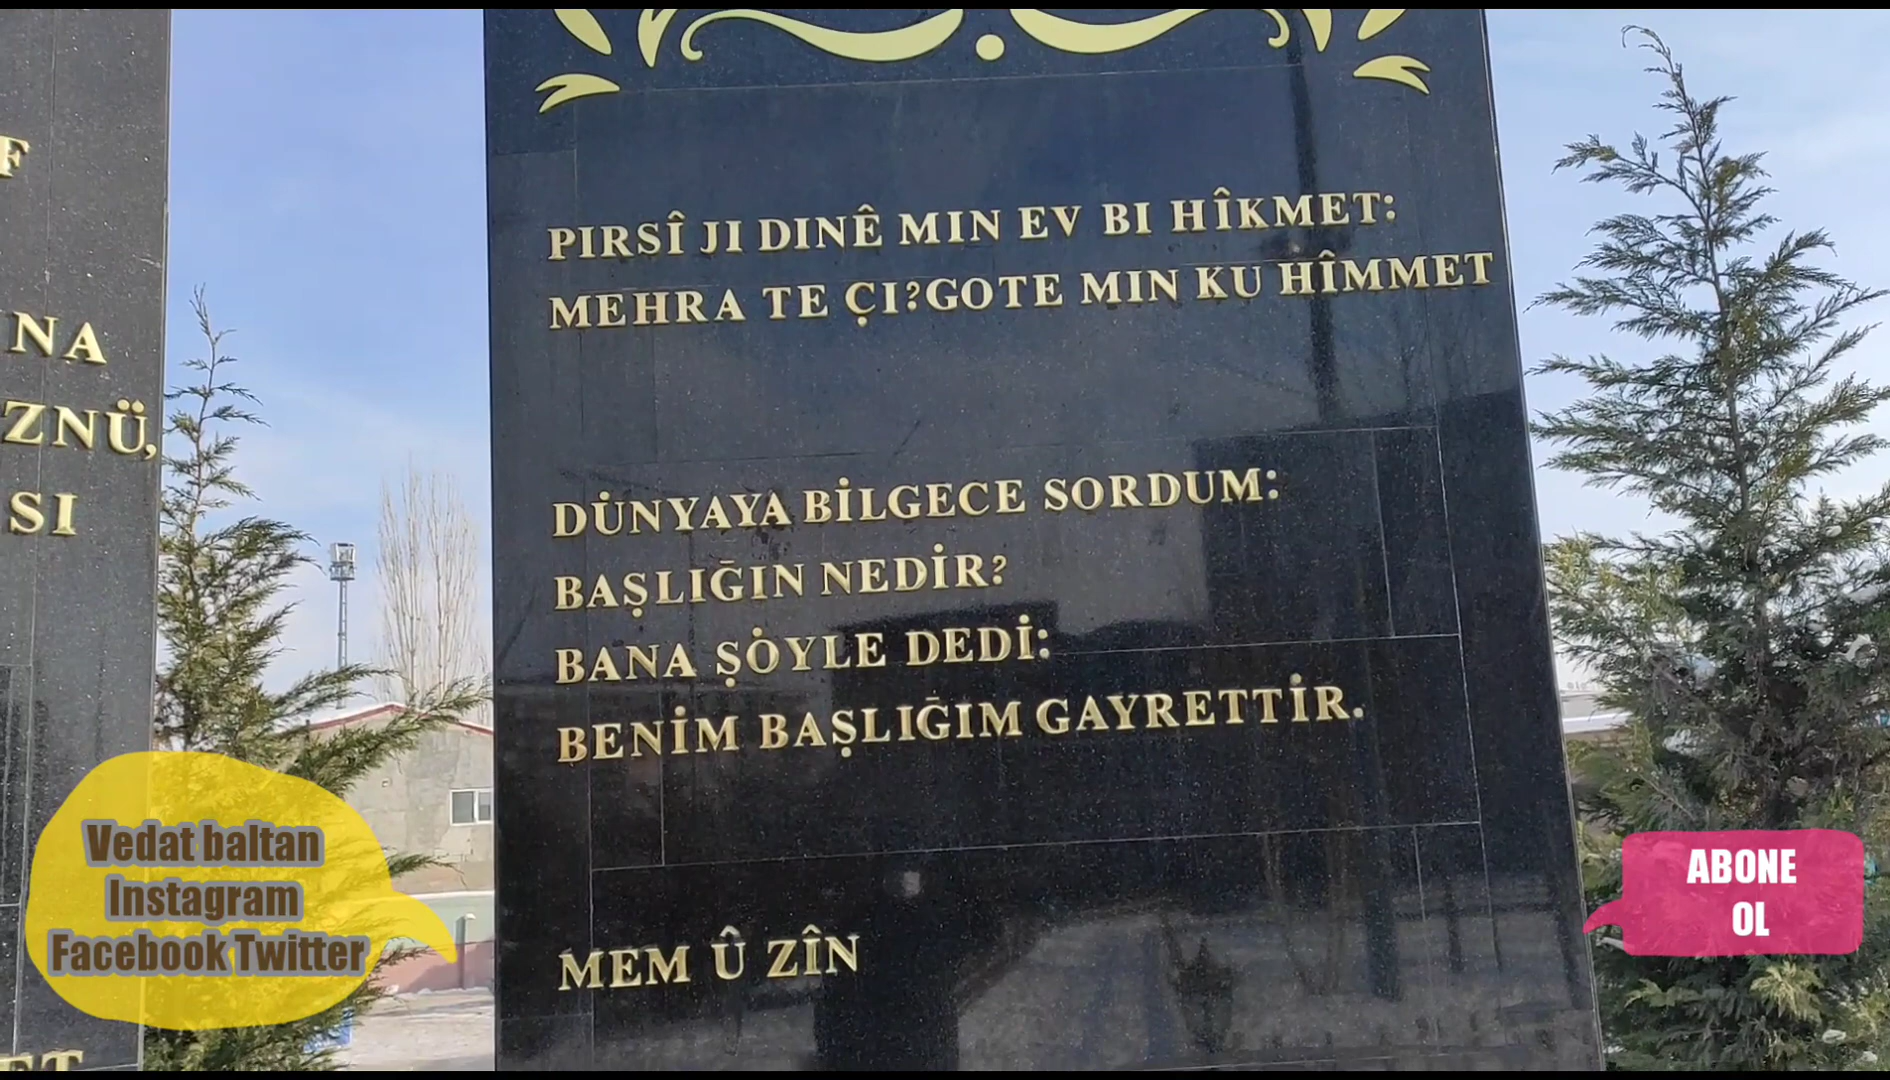 F
NA
ZNÜ,
SI
ET
PIRSÎ JI DINÊ MIN EV BI HÎKMET:
MEHRA TE ÇI?GOTE MIN KU HÎMMET
DÜNYAYA BİLGECE SORDUM:
BAŞLIĞIN NEDİR?
BANA ŞÖYLE DEDİ:
BENİM BAŞLIĞIM GAYRETTİR.
MEM Û ZÎN
Vedat baltan
Instagram
Facebook Twitter
ABONE
OL